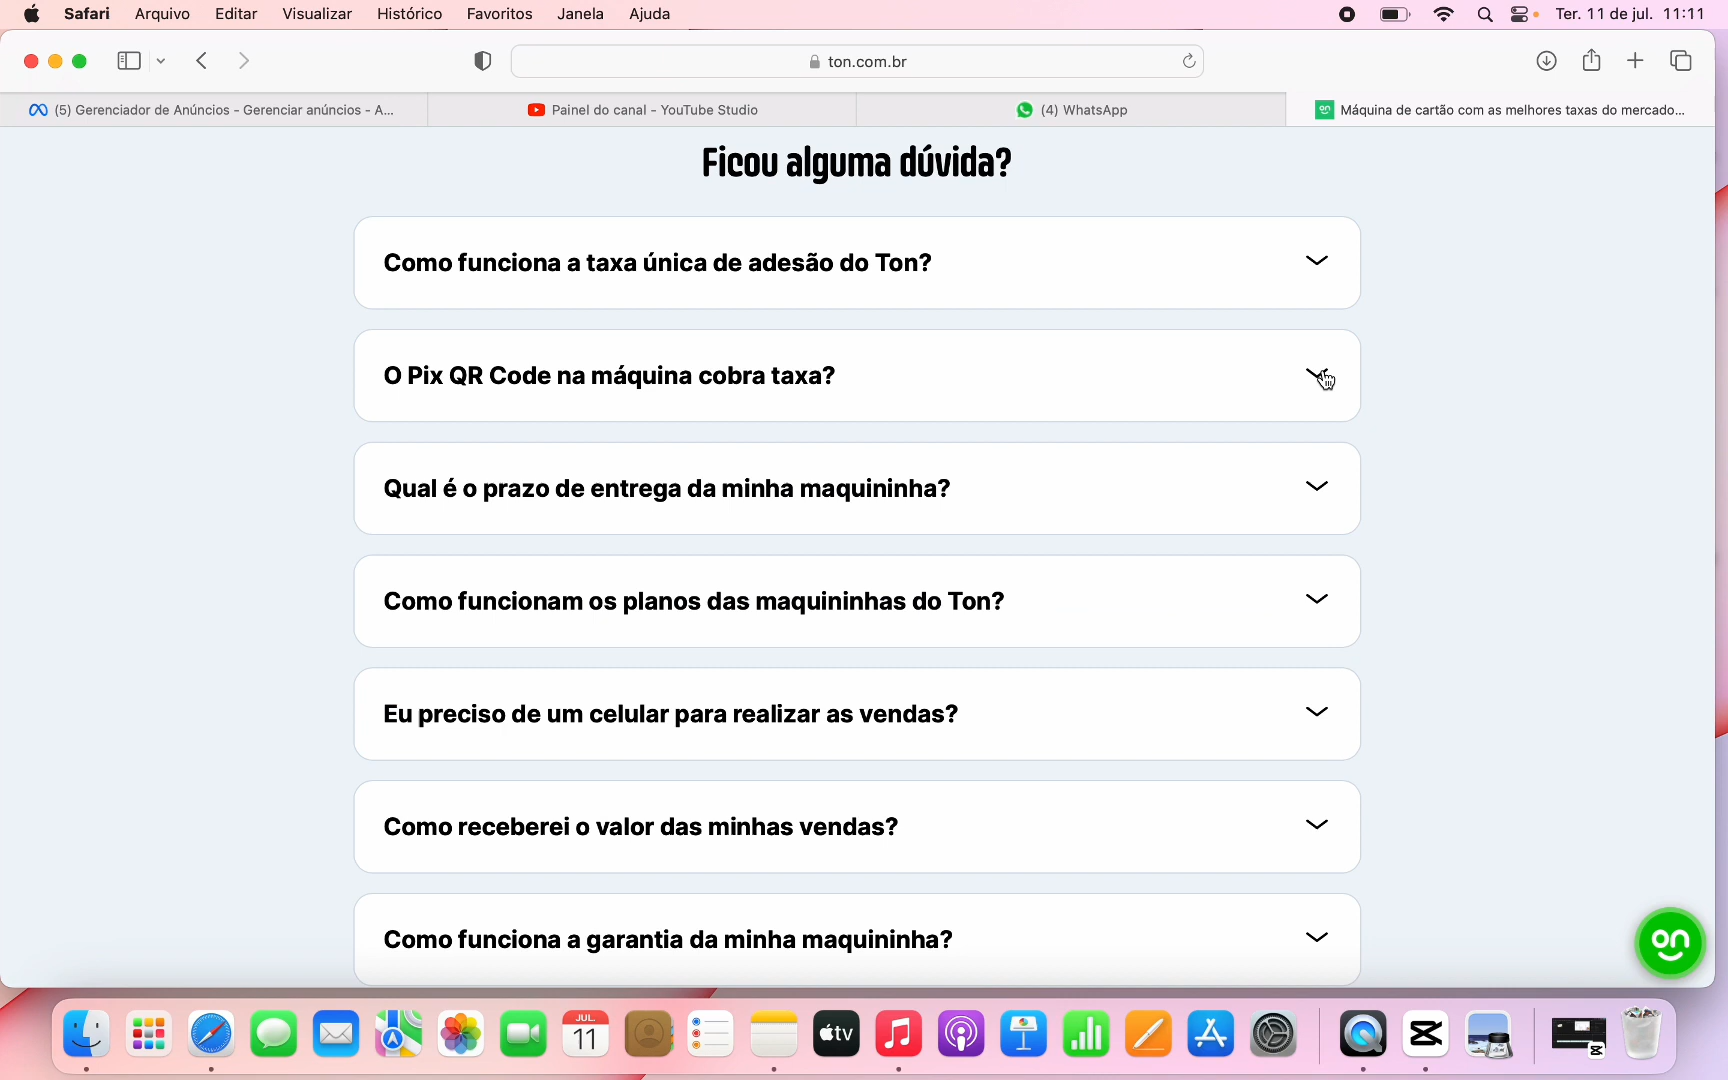 Safari Arquivo Editar Visualizar Histórico Favoritos Janela Ajuda Ter. 11 de jul. 11:11
ton.com.br
(5) Gerenciador de Anúncios - Gerenciar anúncios - A... Painel do canal - YouTube Studio (4) WhatsApp on Máquina de cartão com as melhores taxas do mercado...
Ficou alguma dúvida?
Como funciona a taxa única de adesão do Ton?
O Pix QR Code na máquina cobra taxa?
Qual é o prazo de entrega da minha maquininha?
Como funcionam os planos das maquininhas do Ton?
Eu preciso de um celular para realizar as vendas?
Como receberei o valor das minhas vendas?
Como funciona a garantia da minha maquininha?
on
JUL.
11
tv